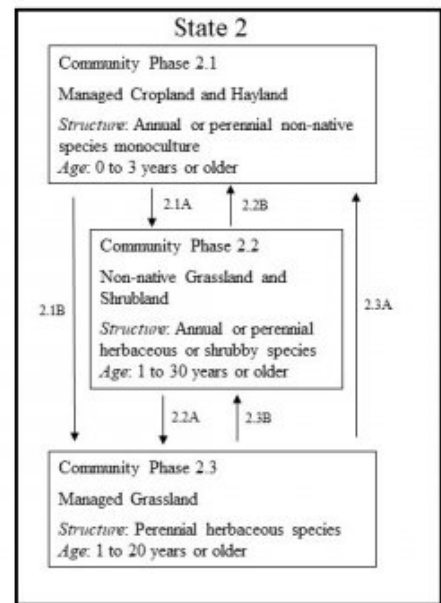 State 2
Community Phase 2.1
Managed Cropland and Hayland
Structure: Annual or perennial non-native
species monoculture
Age: 0 to 3 years or older
2.1A
2.2B
Community Phase 2.2
Non-native Grassland and
Shrubland
Structure: Annual or perennial
herbaceous or shrubby species
Age: 1 to 30 years or older
2.1B
2.3A
2.2A
2.3B
Community Phase 2.3
Managed Grassland
Structure: Perennial herbaceous species
Age: 1 to 20 years or older